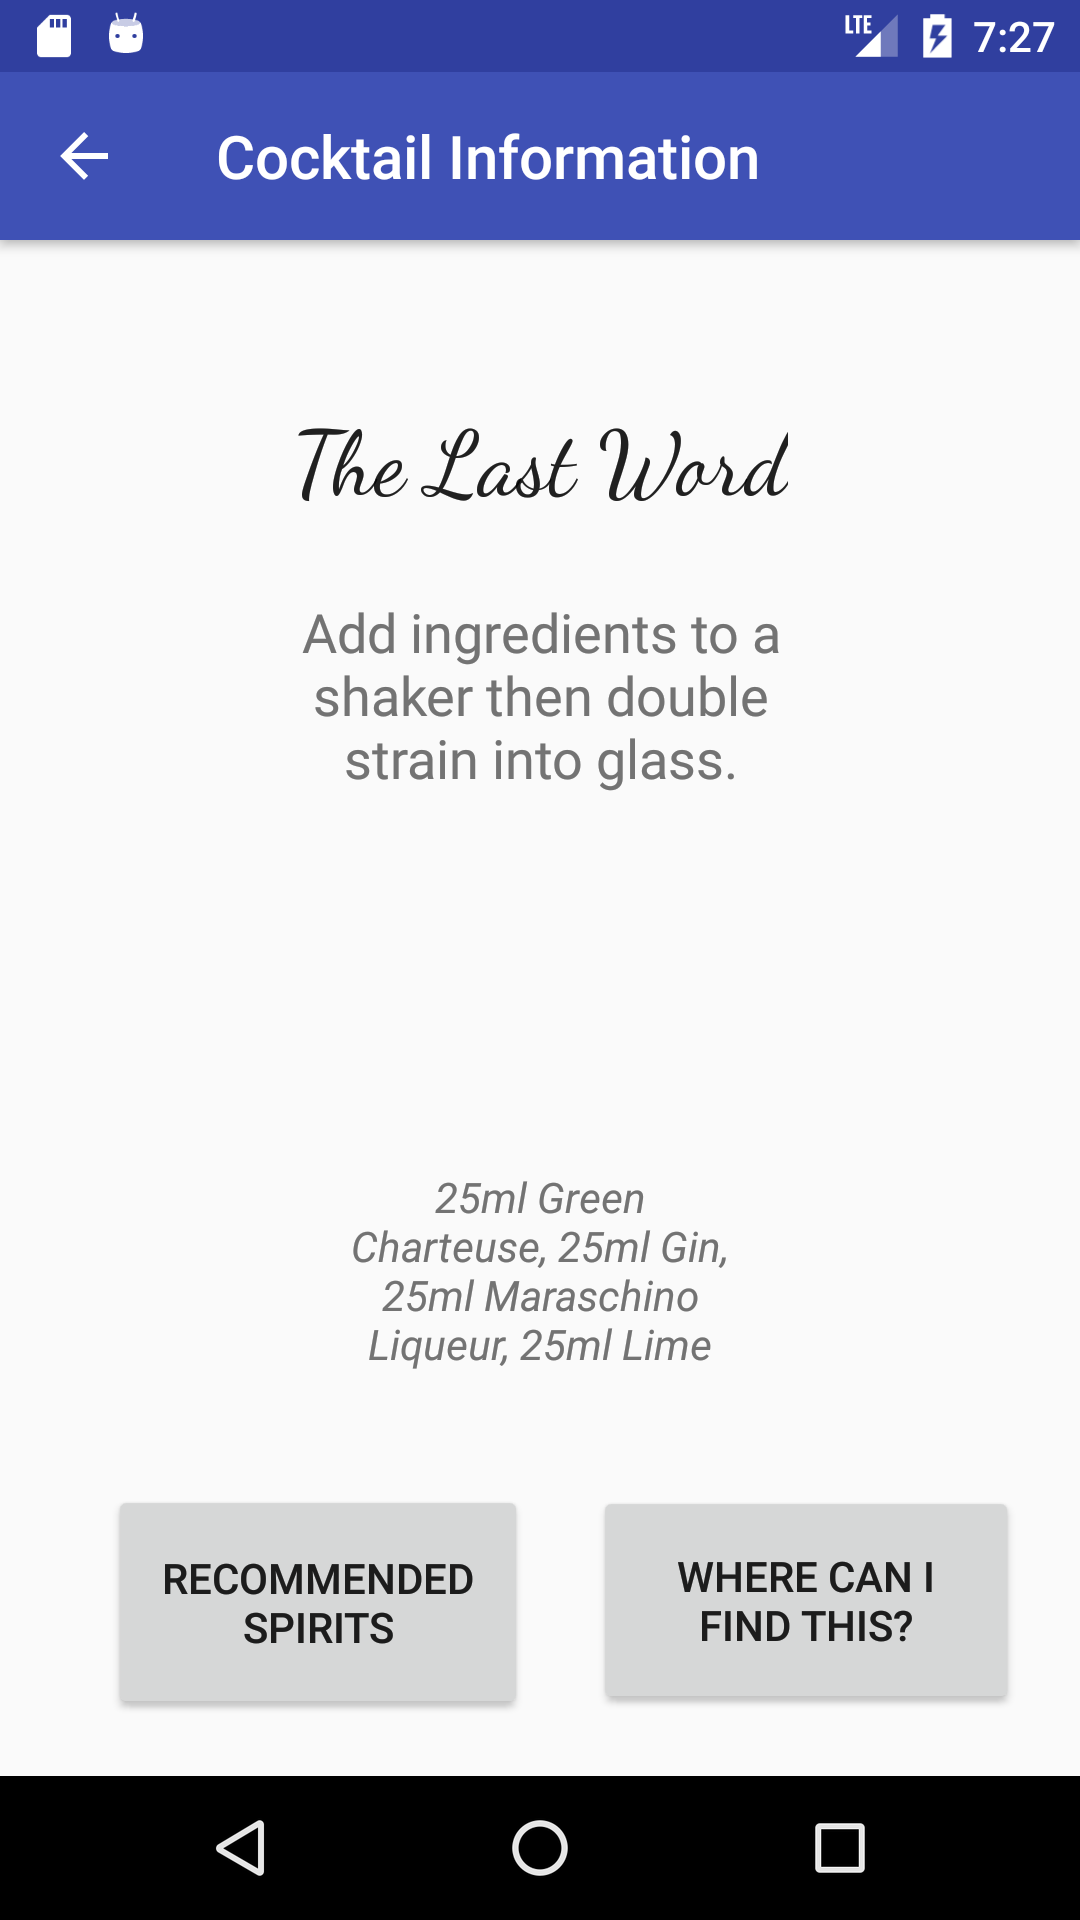 LTE 7:27
Cocktail Information
The Last Word
Add ingredients to a
shaker then double
strain into glass.
25ml Green
Charteuse, 25ml Gin,
25ml Maraschino
Liqueur, 25ml Lime
RECOMMENDED
SPIRITS
WHERE CAN I
FIND THIS?